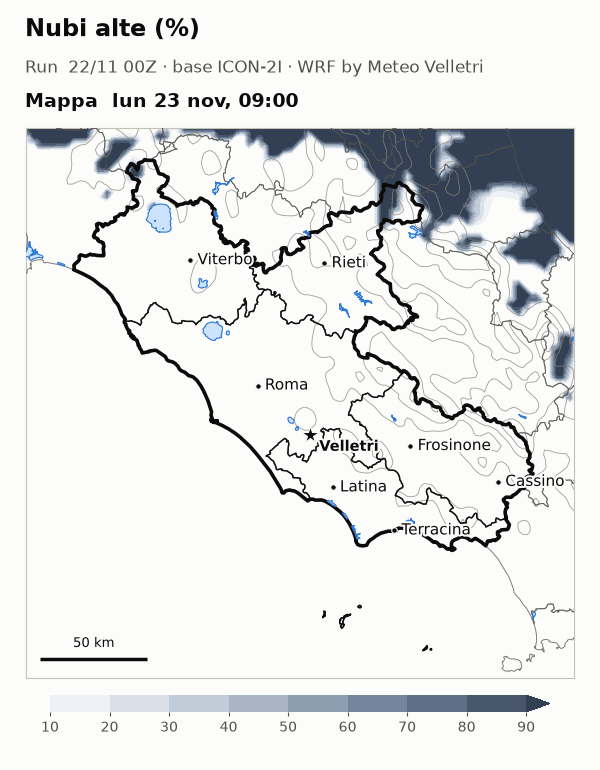 Nubi alte (%)
Run  22/11 00Z · base ICON-2I · WRF by Meteo Velletri
Mappa  lun 23 nov, 09:00
Viterbo
Rieti
Roma
Velletri
Frosinone
Cassino
Latina
Terracina
50 km
10 20 30 40 50 60 70 80 90